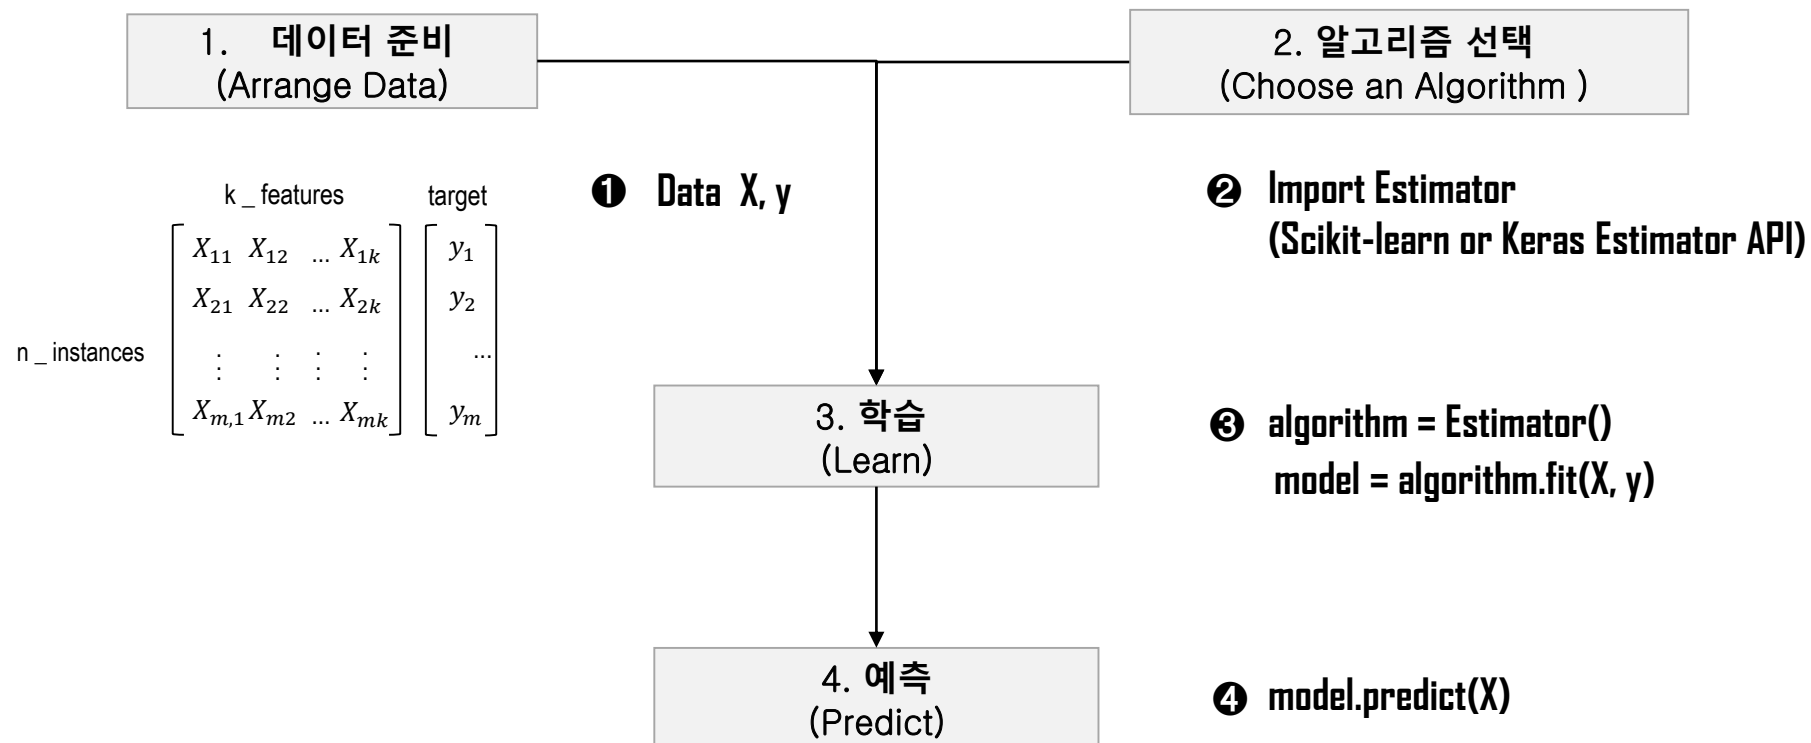 1. 데이터 준비
(Arrange Data)
2. 알고리즘 선택
(Choose an Algorithm )
❶ Data X, y
❷ Import Estimator
(Scikit-learn or Keras Estimator API)
k _ features target
X₁₁ X₁₂ ... X₁ₖ y₁
X₂₁ X₂₂ ... X₂ₖ y₂
n _ instances ⋮ ⋮ ⋮ ⋮ ...
Xₘ,₁ Xₘ₂ ... Xₘₖ yₘ
3. 학습
(Learn)
❸ algorithm = Estimator()
model = algorithm.fit(X, y)
4. 예측
(Predict)
❹ model.predict(X)